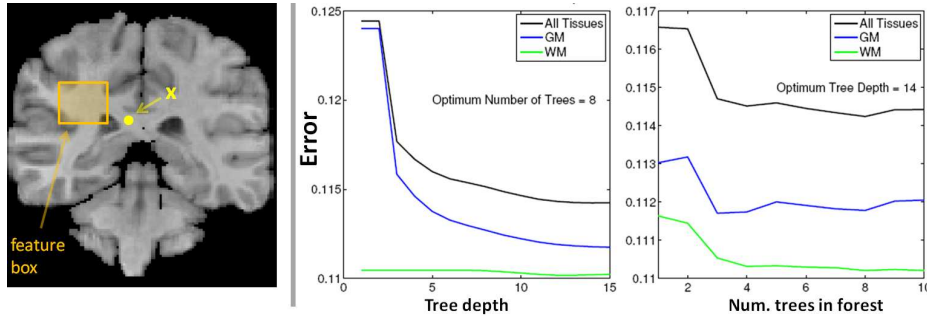 x
feature
box
Error
0.125
0.12
0.115
0.11
0
5
10
15
Tree depth
All Tissues
GM
WM
Optimum Number of Trees = 8
0.117
0.116
0.115
0.114
0.113
0.112
0.111
0.11
2
4
6
8
10
Num. trees in forest
All Tissues
GM
WM
Optimum Tree Depth = 14